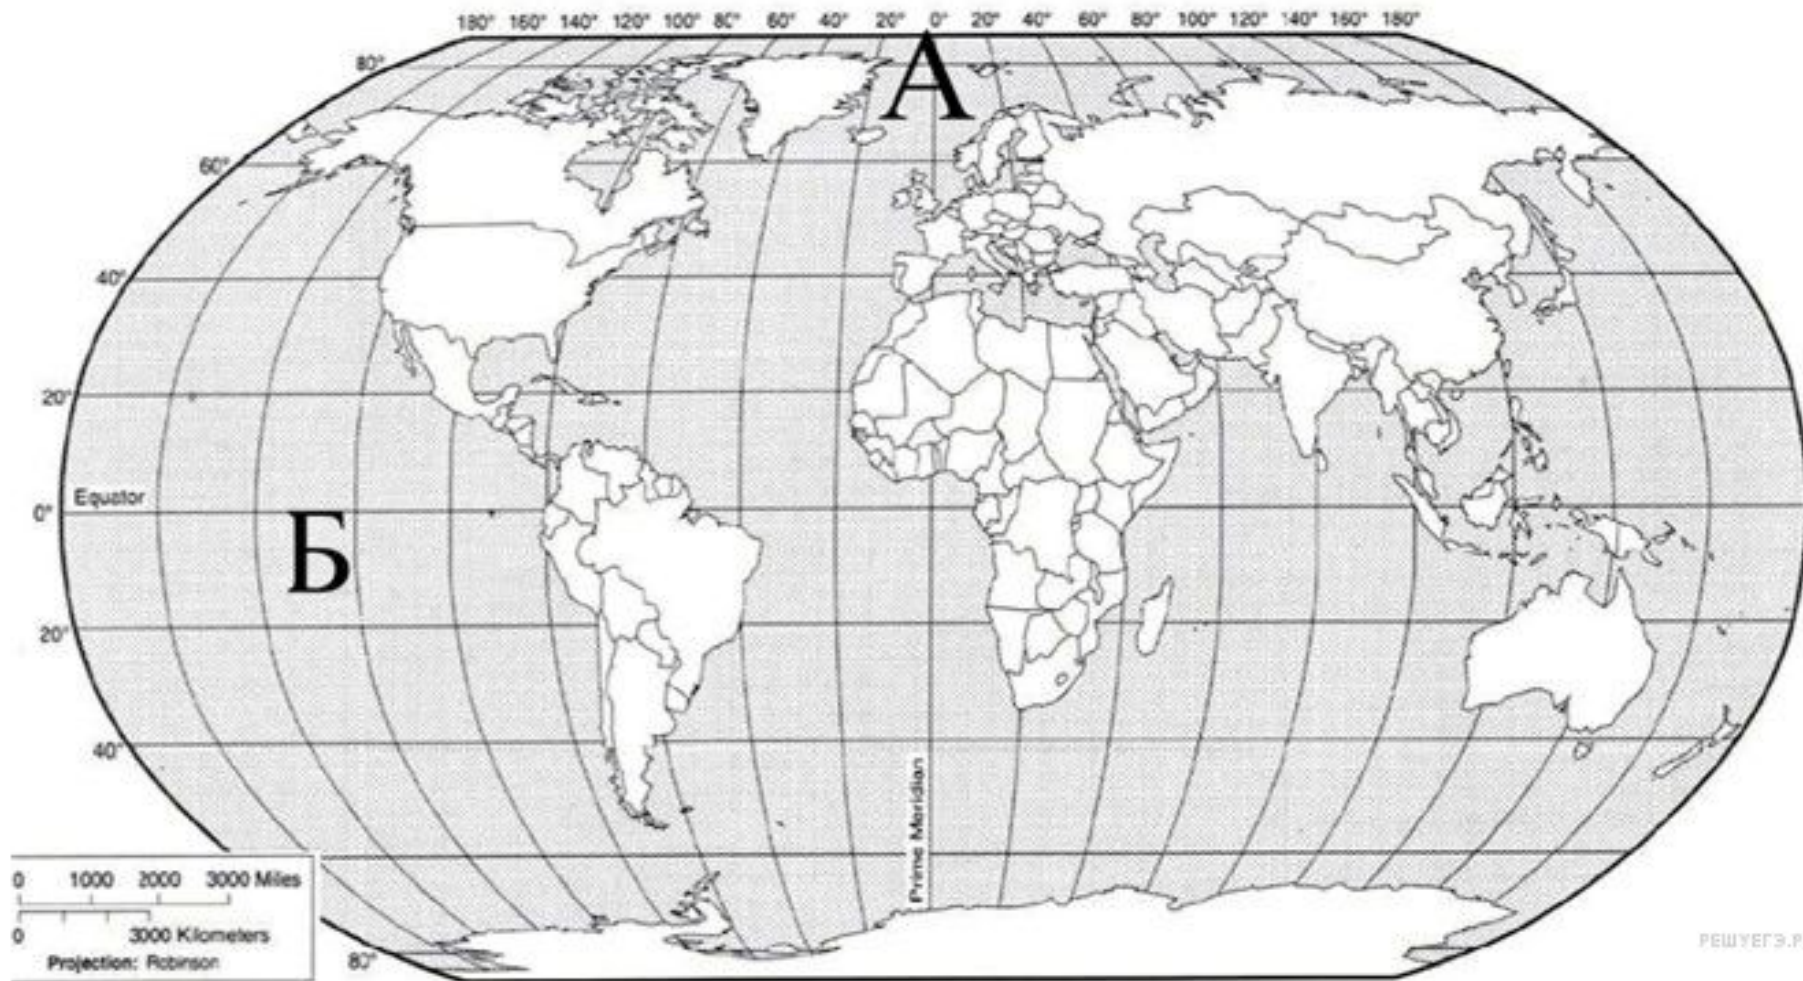 180° 160° 140° 120° 100° 80° 60° 40° 20° 0° 20° 40° 60° 80° 100° 120° 140° 160° 180°
А
80°
60°
40°
20°
Equator
0°
Б
20°
40°
Prime Meridian
0 1000 2000 3000 Miles
0 3000 Kilometers
Projection: Robinson
80°